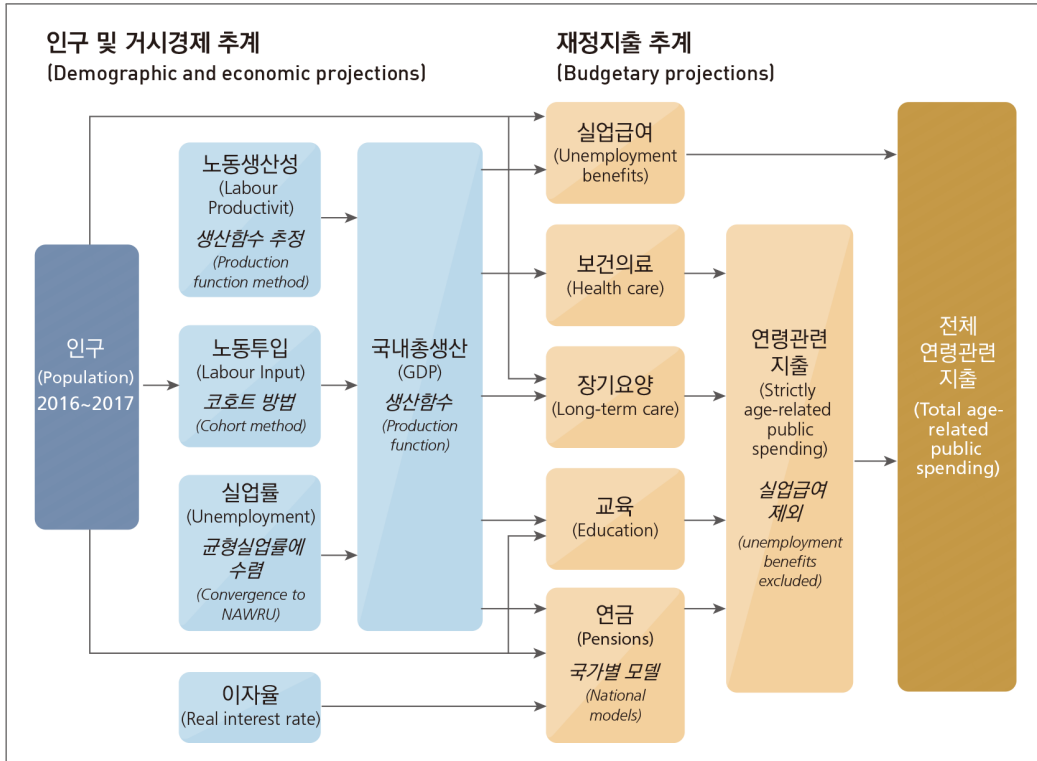 인구 및 거시경제 추계
(Demographic and economic projections)
재정지출 추계
(Budgetary projections)
인구
(Population)
2016~2017
노동생산성
(Labour
Productivit)
생산함수 추정
(Production
function method)
노동투입
(Labour Input)
코호트 방법
(Cohort method)
실업률
(Unemployment)
균형실업률에
수렴
(Convergence to
NAWRU)
이자율
(Real interest rate)
국내총생산
(GDP)
생산함수
(Production
function)
실업급여
(Unemployment
benefits)
보건의료
(Health care)
장기요양
(Long-term care)
교육
(Education)
연금
(Pensions)
국가별 모델
(National
models)
연령관련
지출
(Strictly
age-related
public
spending)
실업급여
제외
(unemployment
benefits
excluded)
전체
연령관련
지출
(Total age-
related
public
spending)